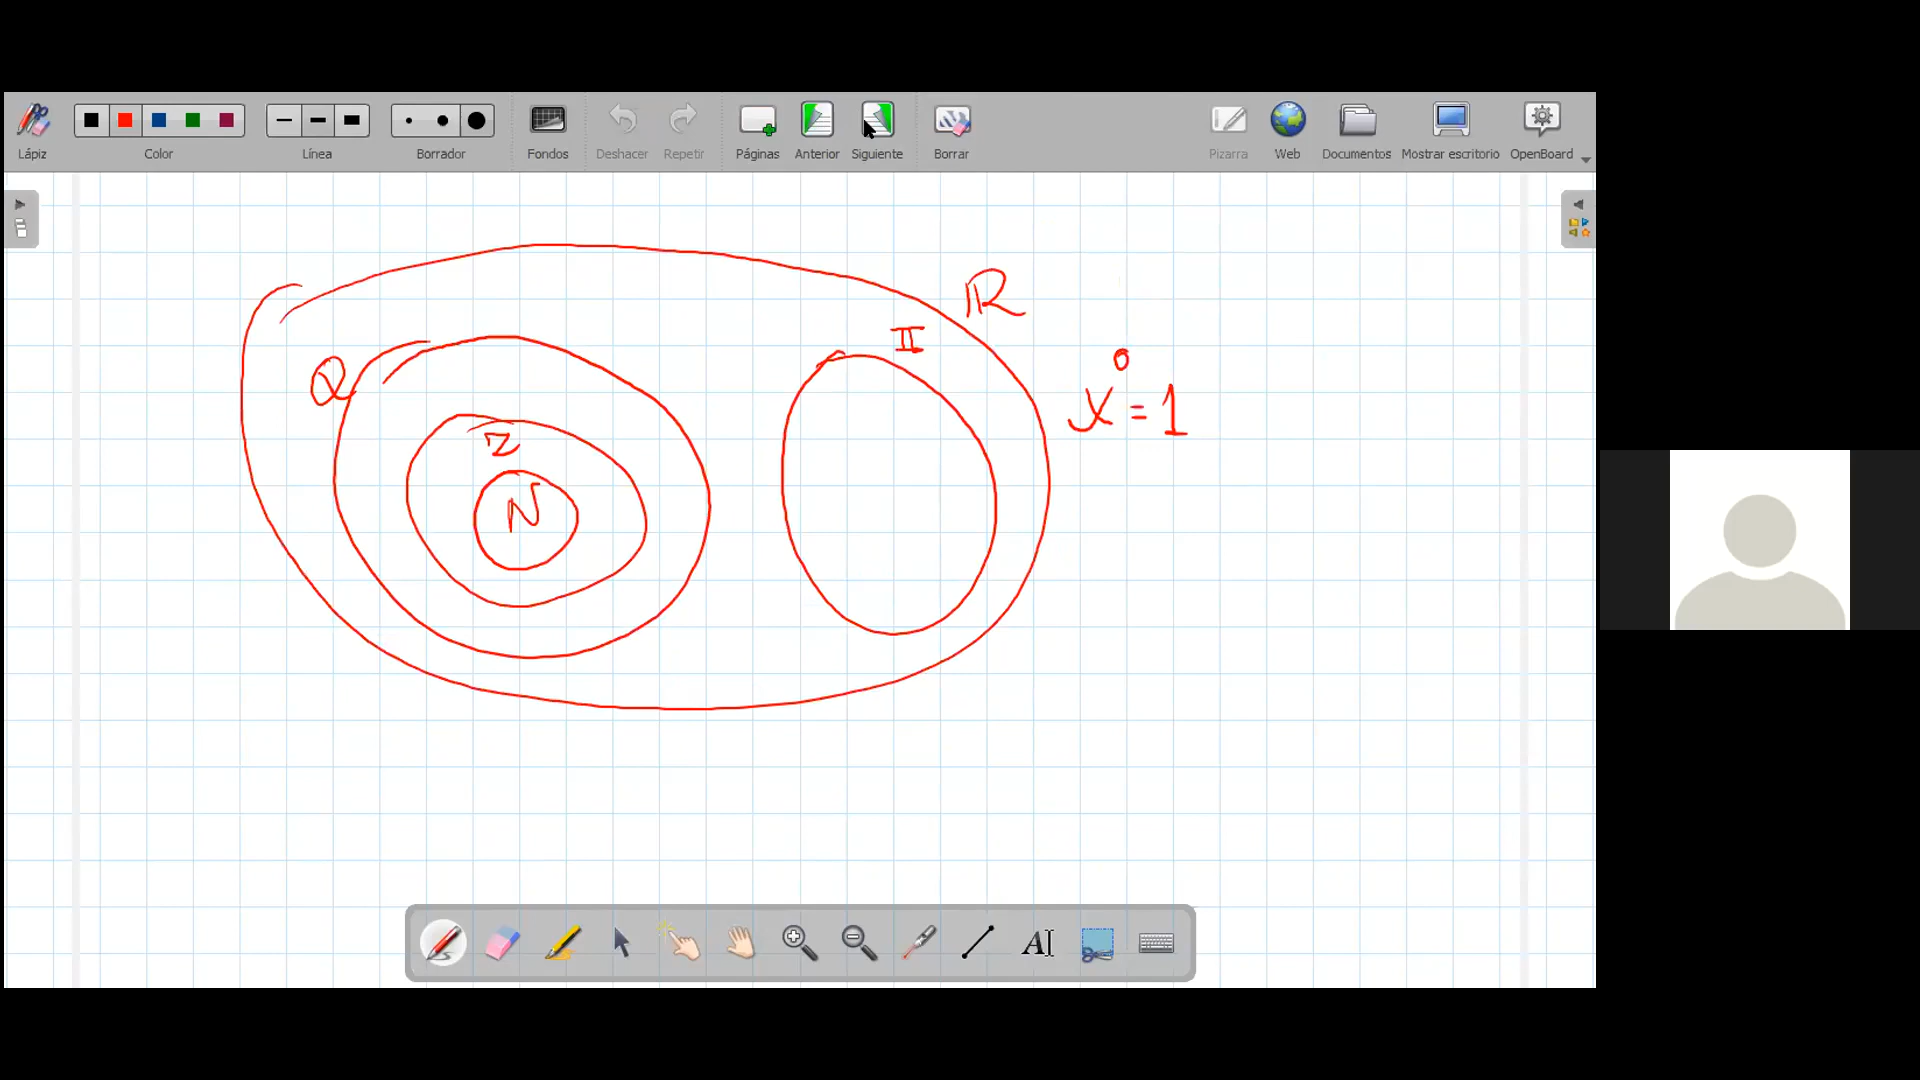 Lápiz Color Línea Borrador Fondos Deshacer Repetir Páginas Anterior Siguiente Borrar Pizarra Web Documentos Mostrar escritorio OpenBoard
R
II
Q
x⁰ = 1
Z
N
A